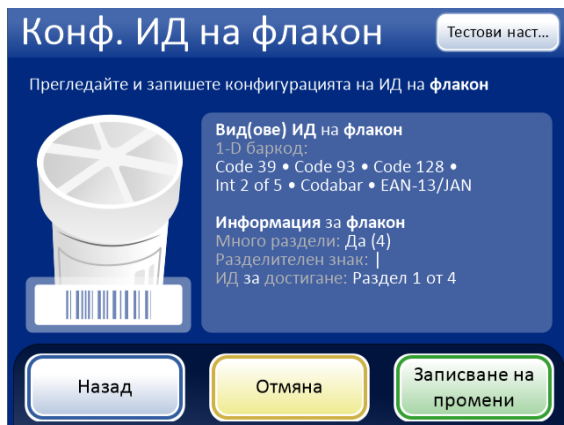 Конф. ИД на флакон
Тестови наст...
Прегледайте и запишете конфигурацията на ИД на флакон
Вид(ове) ИД на флакон
1-D баркод:
Code 39 • Code 93 • Code 128 •
Int 2 of 5 • Codabar • EAN-13/JAN
Информация за флакон
Много раздели: Да (4)
Разделителен знак: |
ИД за достигане: Раздел 1 от 4
Назад
Отмяна
Записване на
промени